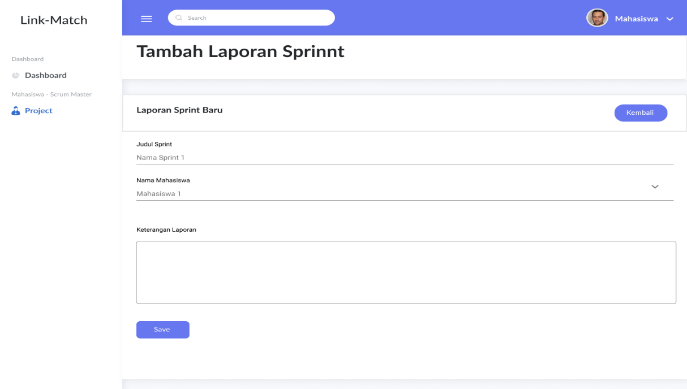 Link-Match
Search
Mahasiswa
Dashboard
Dashboard
Mahasiswa - Scrum Master
Project
Tambah Laporan Sprinnt
Laporan Sprint Baru
Kembali
Judul Sprint
Nama Sprint 1
Nama Mahasiswa
Mahasiswa 1
Keterangan Laporan
Save